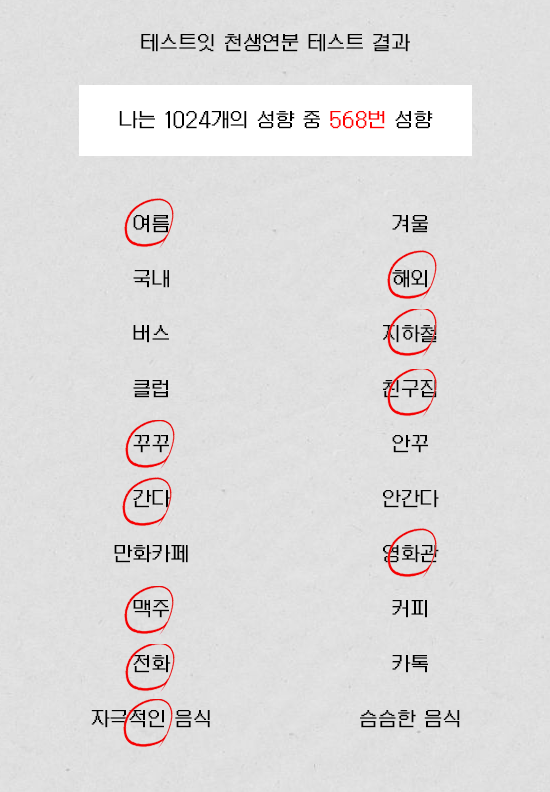 테스트잇 천생연분 테스트 결과
나는 1024개의 성향 중 568번 성향
여름 겨울
국내 해외
버스 지하철
클럽 친구집
꾸꾸 안꾸
간다 안간다
만화카페 영화관
맥주 커피
전화 카톡
자극적인 음식 슴슴한 음식